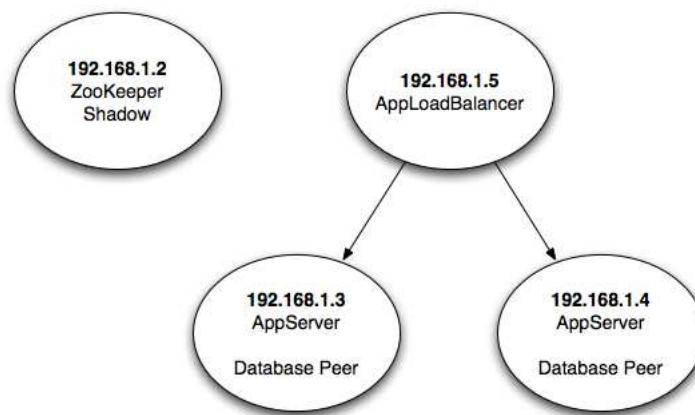 192.168.1.2
ZooKeeper
Shadow
192.168.1.5
AppLoadBalancer
192.168.1.3
AppServer
Database Peer
192.168.1.4
AppServer
Database Peer